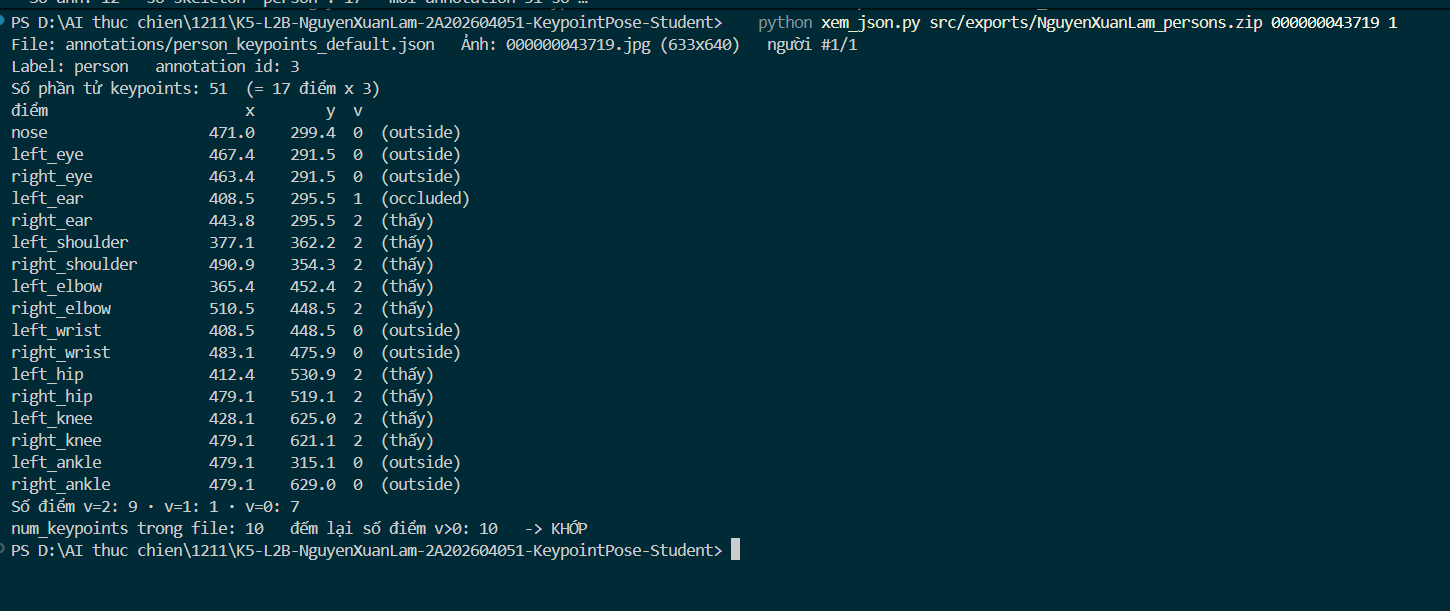 PS D:\AI thuc chien\1211\K5-L2B-NguyenXuanLam-2A202604051-KeypointPose-Student>    python xem_json.py src/exports/NguyenXuanLam_persons.zip 000000043719 1
File: annotations/person_keypoints_default.json   Ảnh: 000000043719.jpg (633x640)   người #1/1
Label: person   annotation id: 3
Số phần tử keypoints: 51  (= 17 điểm x 3)
điểm                     x       y  v
nose                 471.0   299.4  0  (outside)
left_eye             467.4   291.5  0  (outside)
right_eye            463.4   291.5  0  (outside)
left_ear             408.5   295.5  1  (occluded)
right_ear            443.8   295.5  2  (thấy)
left_shoulder        377.1   362.2  2  (thấy)
right_shoulder       490.9   354.3  2  (thấy)
left_elbow           365.4   452.4  2  (thấy)
right_elbow          510.5   448.5  2  (thấy)
left_wrist           408.5   448.5  0  (outside)
right_wrist          483.1   475.9  0  (outside)
left_hip             412.4   530.9  2  (thấy)
right_hip            479.1   519.1  2  (thấy)
left_knee            428.1   625.0  2  (thấy)
right_knee           479.1   621.1  2  (thấy)
left_ankle           479.1   315.1  0  (outside)
right_ankle          479.1   629.0  0  (outside)
Số điểm v=2: 9 · v=1: 1 · v=0: 7
num_keypoints trong file: 10   đếm lại số điểm v>0: 10   -> KHỚP
PS D:\AI thuc chien\1211\K5-L2B-NguyenXuanLam-2A202604051-KeypointPose-Student>